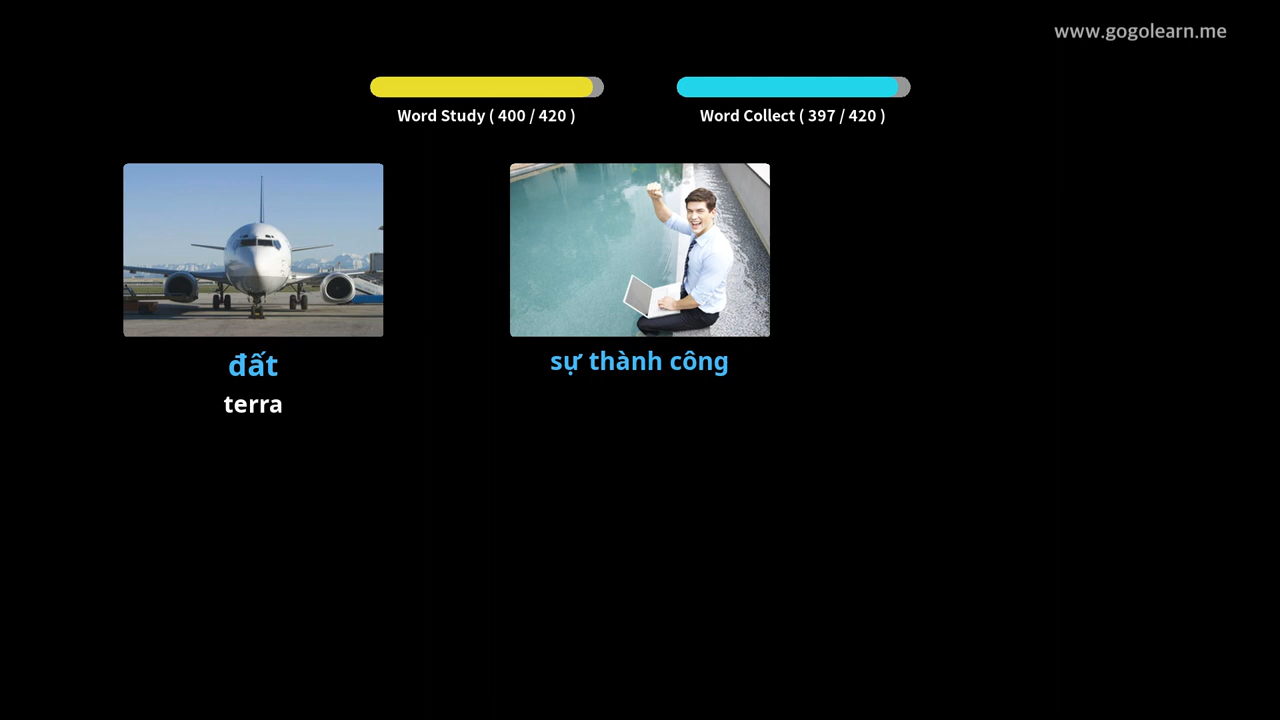 www.gogolearn.me
Word Study ( 400 / 420 )
Word Collect ( 397 / 420 )
đất
terra
sự thành công